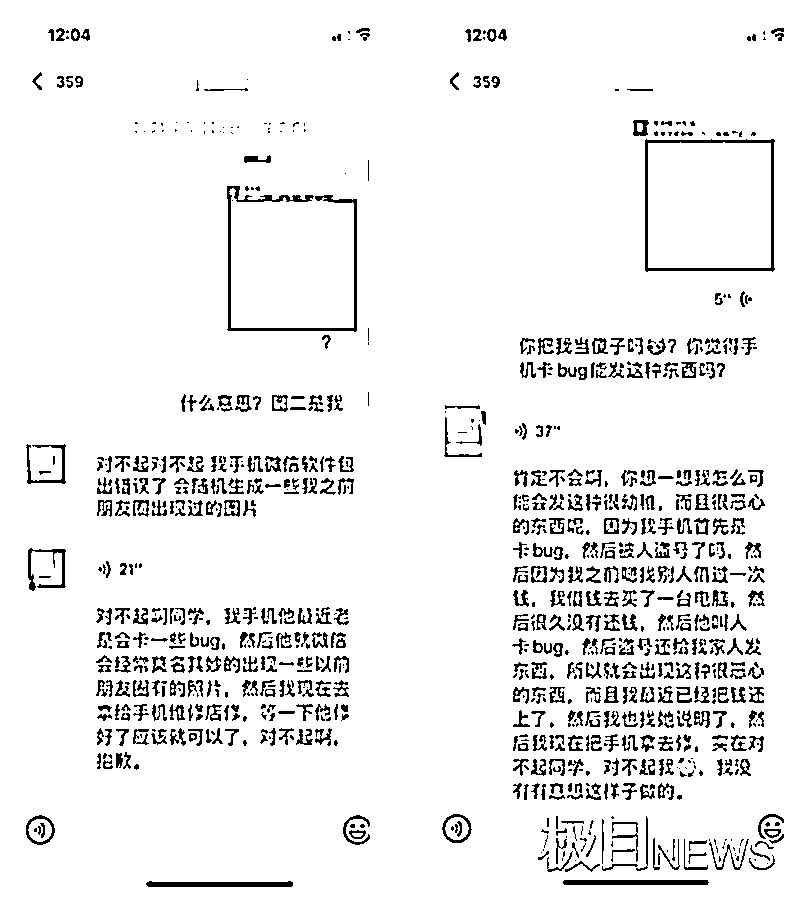 12:04
359
?
什么意思？图二是我
对不起对不起 我手机微信软件包
出错误了 会随机生成一些我之前
朋友圈出现过的图片
21"
对不起啊同学，我手机他最近老
是会卡一些bug，然后他就微信
会经常莫名其妙的出现一些以前
朋友圈有的照片，然后我现在去
拿给手机维修店修，等一下他修
好了应该就可以了，对不起啊，
抱歉。
12:04
359
5"
你把我当傻子吗？你觉得手
机卡bug能发这种东西吗？
37"
肯定不会啊，你想一想我怎么可
能会发这种很幼稚，而且很恶心
的东西呢，因为我手机首先是
卡bug，然后被人盗号了吗，然
后因为我之前嗯找别人借过一次
钱，我借钱去买了一台电脑，然
后很久没有还钱，然后他叫人
卡bug，然后盗号还给我家人发
东西，所以就会出现这种很恶心
的东西，而且我最近已经把钱还
上了，然后我也找她说明了，然
后我现在把手机拿去修，实在对
不起同学，对不起我，我没
有有意想这样子做的。
极目NEWS